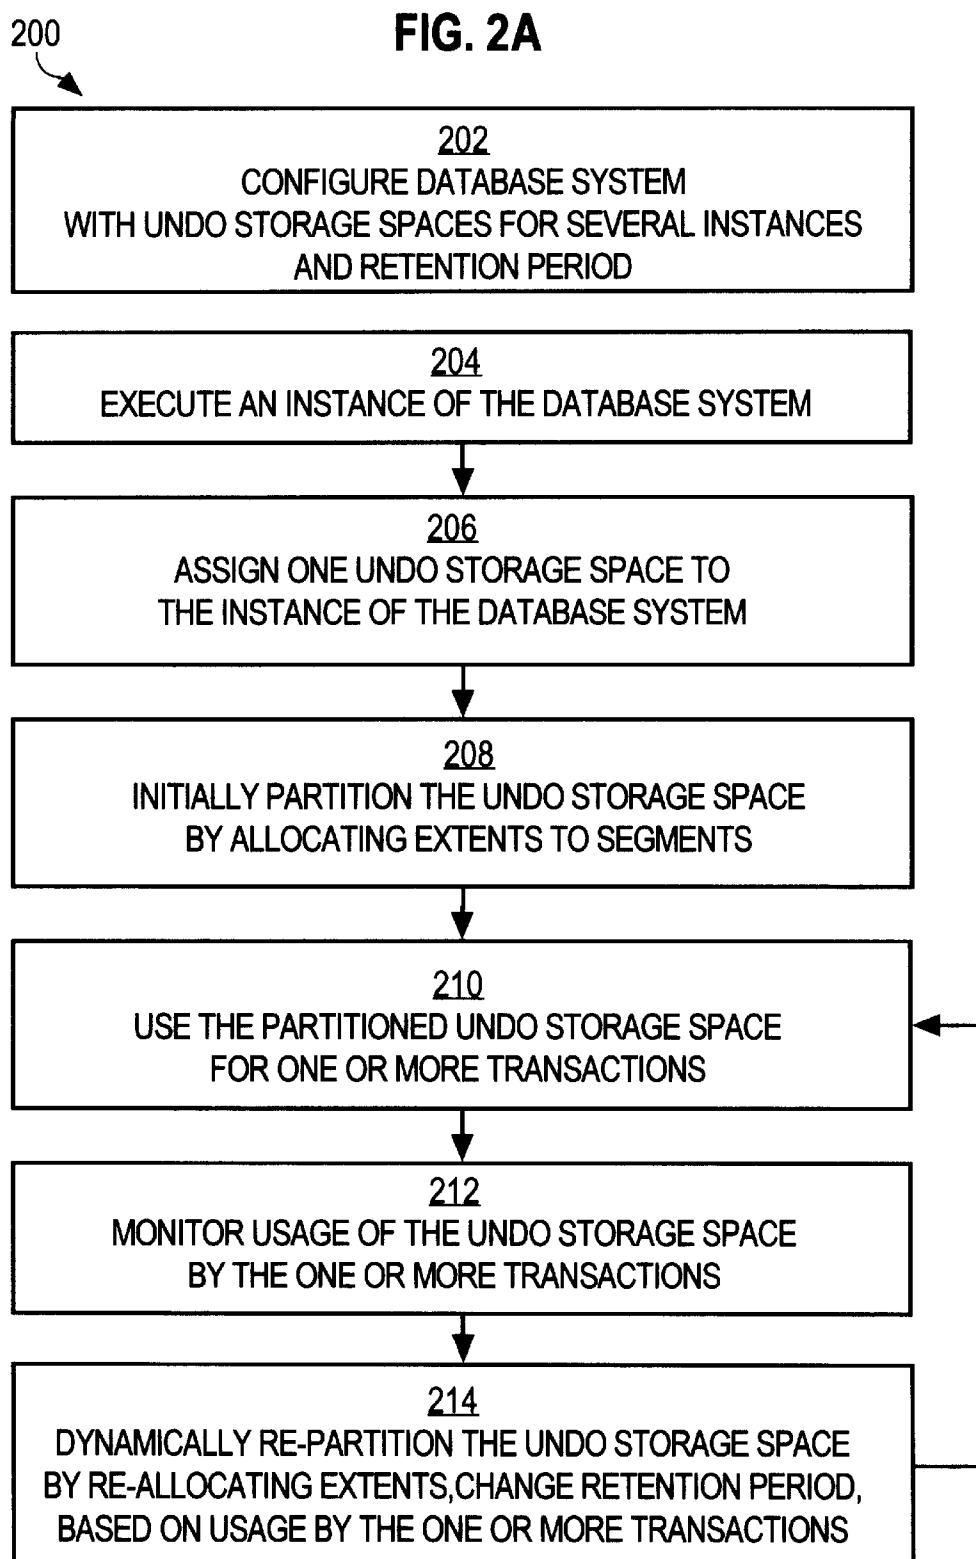 200
FIG. 2A
202
CONFIGURE DATABASE SYSTEM
WITH UNDO STORAGE SPACES FOR SEVERAL INSTANCES
AND RETENTION PERIOD
204
EXECUTE AN INSTANCE OF THE DATABASE SYSTEM
206
ASSIGN ONE UNDO STORAGE SPACE TO
THE INSTANCE OF THE DATABASE SYSTEM
208
INITIALLY PARTITION THE UNDO STORAGE SPACE
BY ALLOCATING EXTENTS TO SEGMENTS
210
USE THE PARTITIONED UNDO STORAGE SPACE
FOR ONE OR MORE TRANSACTIONS
212
MONITOR USAGE OF THE UNDO STORAGE SPACE
BY THE ONE OR MORE TRANSACTIONS
214
DYNAMICALLY RE-PARTITION THE UNDO STORAGE SPACE
BY RE-ALLOCATING EXTENTS,CHANGE RETENTION PERIOD,
BASED ON USAGE BY THE ONE OR MORE TRANSACTIONS